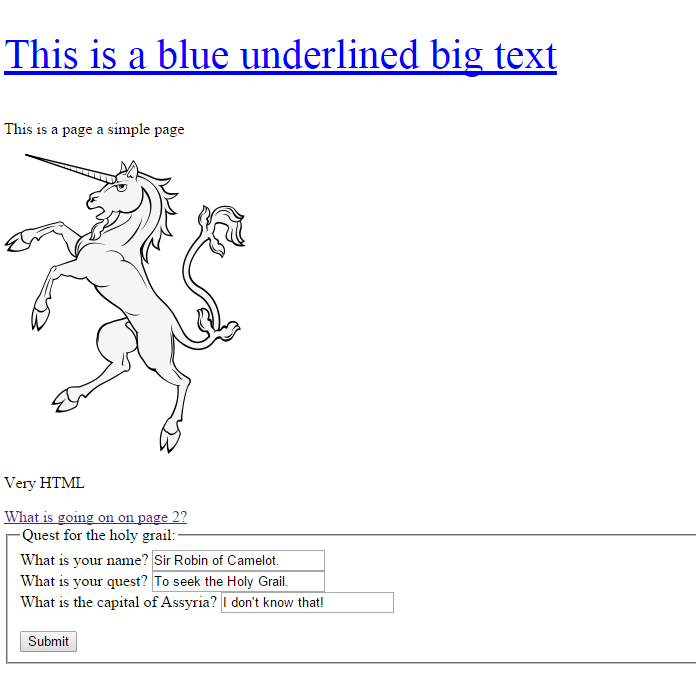 This is a blue underlined big text
This is a page a simple page
Very HTML
What is going on on page 2?
Quest for the holy grail:
What is your name? Sir Robin of Camelot.
What is your quest? To seek the Holy Grail.
What is the capital of Assyria? I don't know that!
Submit